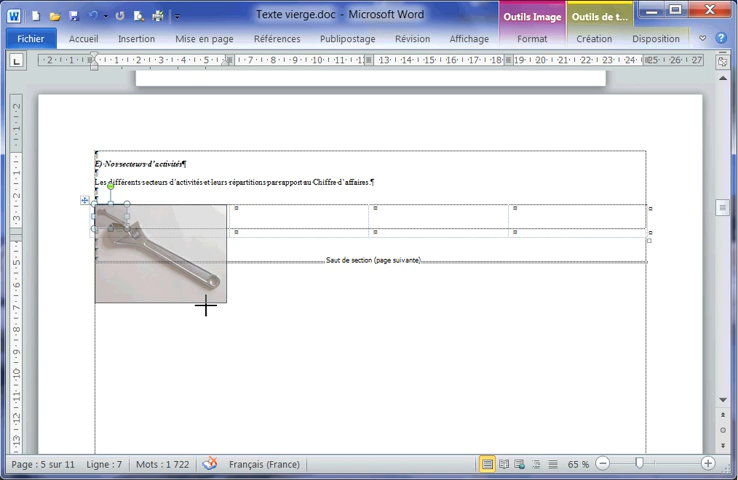 Texte vierge.doc - Microsoft Word
Outils Image
Outils de t...
Fichier Accueil Insertion Mise en page Références Publipostage Révision Affichage Format Création Disposition
E) Nos secteurs d'activités¶
Les différents secteurs d'activités et leurs répartitions par rapport au Chiffre d'affaires.¶
Saut de section (page suivante)
Page : 5 sur 11 Ligne : 7 Mots : 1 722 Français (France) 65 %